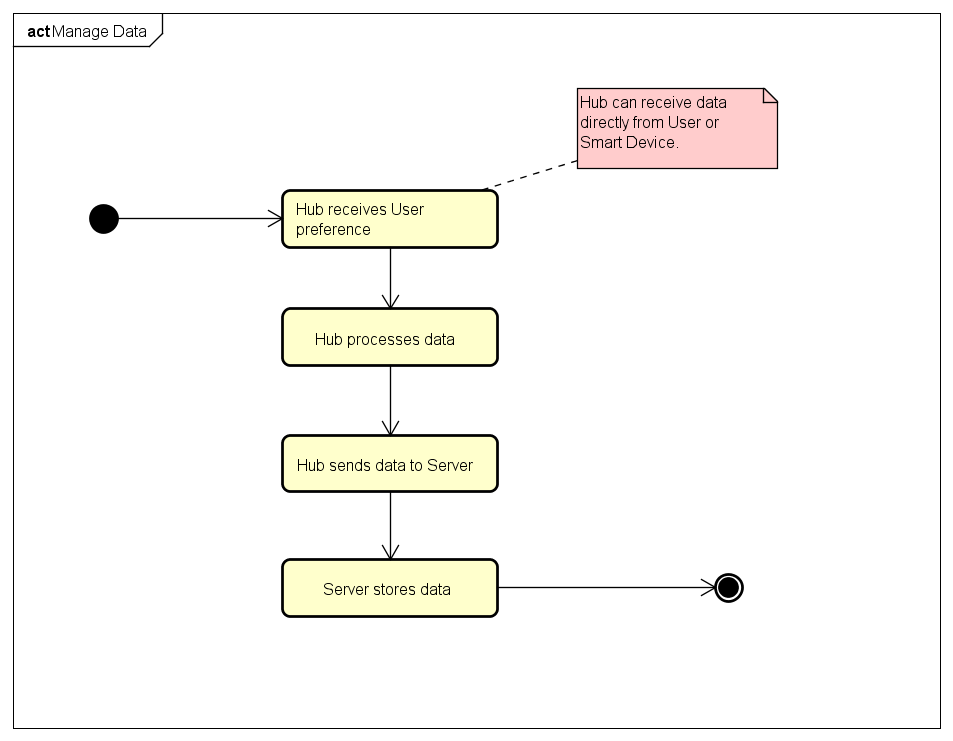 act Manage Data
Hub can receive data
directly from User or
Smart Device.
Hub receives User
preference
Hub processes data
Hub sends data to Server
Server stores data